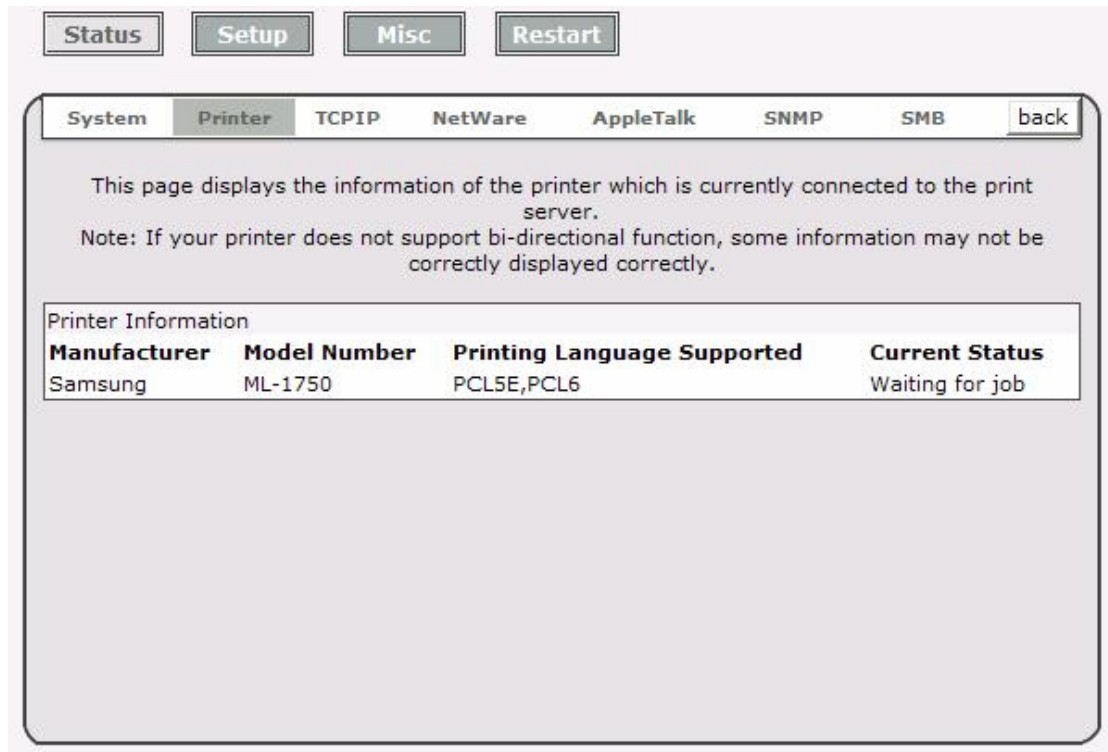 Status Setup Misc Restart
System Printer TCPIP NetWare AppleTalk SNMP SMB back
This page displays the information of the printer which is currently connected to the print
server.
Note: If your printer does not support bi-directional function, some information may not be
correctly displayed correctly.
Printer Information
Manufacturer Model Number Printing Language Supported Current Status
Samsung ML-1750 PCL5E,PCL6 Waiting for job